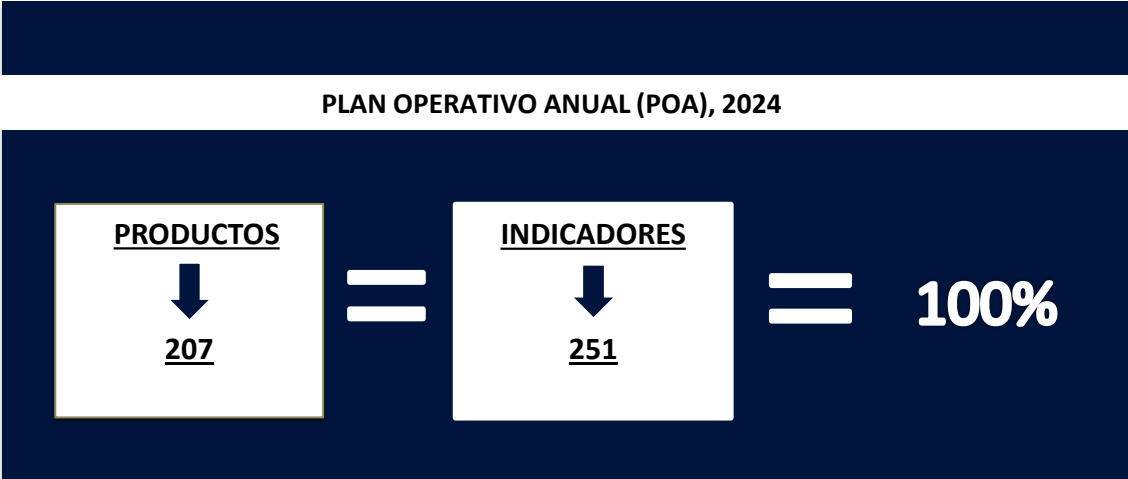 PLAN OPERATIVO ANUAL (POA), 2024
PRODUCTOS
207
INDICADORES
251
100%